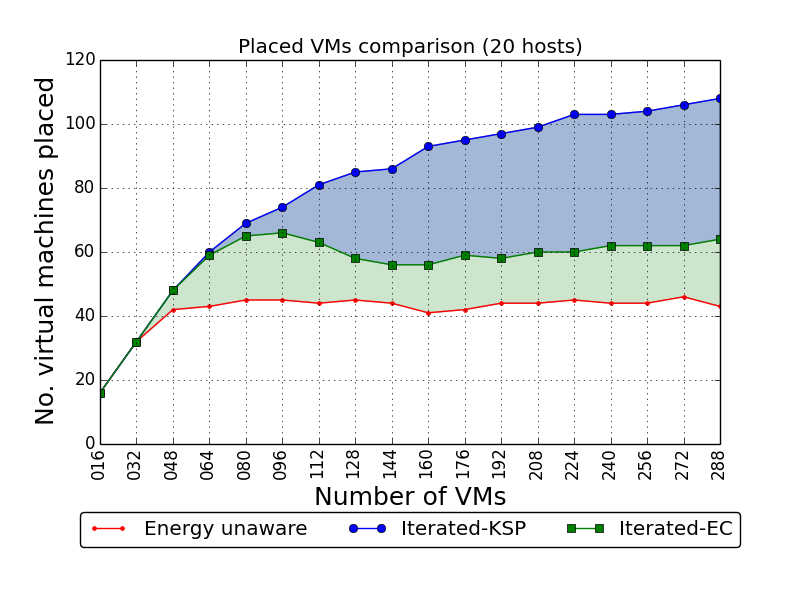 Placed VMs comparison (20 hosts)
No. virtual machines placed
120
100
80
60
40
20
0
016 032 048 064 080 096 112 128 144 160 176 192 208 224 240 256 272 288
Number of VMs
Energy unaware Iterated-KSP Iterated-EC